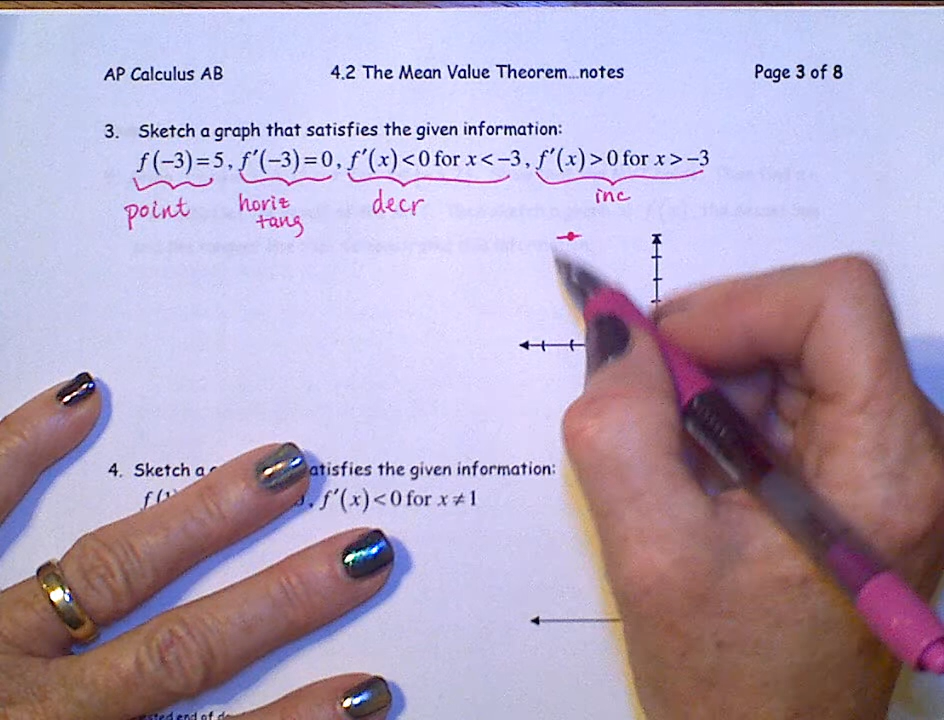 AP Calculus AB 4.2 The Mean Value Theorem...notes Page 3 of 8
3. Sketch a graph that satisfies the given information:
f(−3)=5, f′(−3)=0, f′(x)<0 for x<−3, f′(x)>0 for x>−3
point horiz tang decr inc
4. Sketch a atisfies the given information:
f′(x)<0 for x≠1